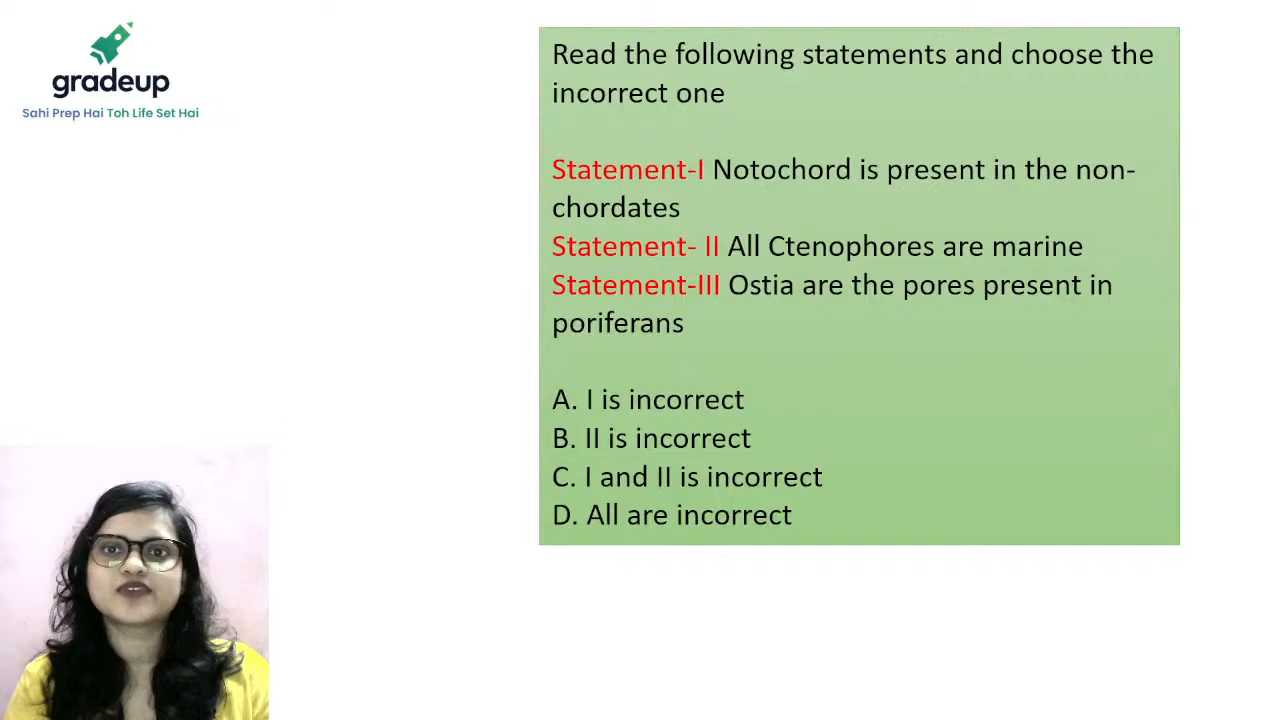 gradeup
Sahi Prep Hai Toh Life Set Hai
Read the following statements and choose the
incorrect one
Statement-I Notochord is present in the non-
chordates
Statement- II All Ctenophores are marine
Statement-III Ostia are the pores present in
poriferans
A. I is incorrect
B. II is incorrect
C. I and II is incorrect
D. All are incorrect